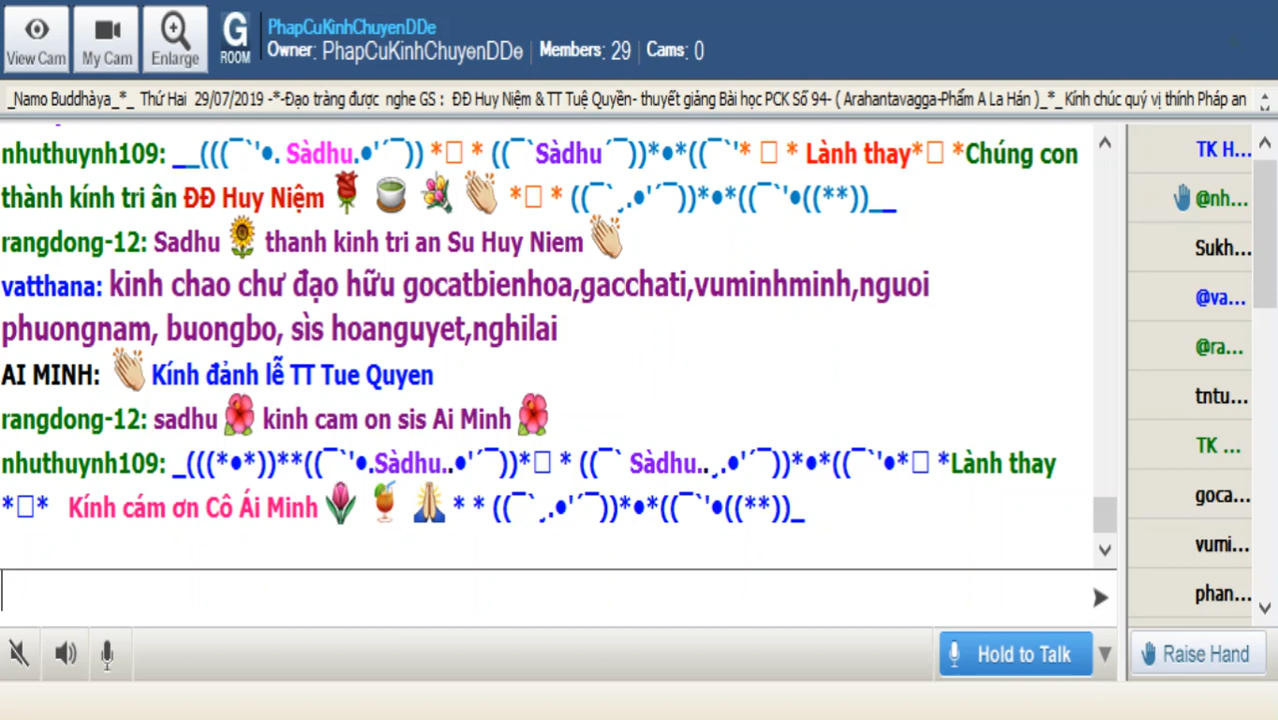 PhapCuKinhChuyenDDe
View Cam My Cam Enlarge G ROOM Owner: PhapCuKinhChuyenDDe Members: 29 Cams: 0
_Namo Buddhàya_*_ Thứ Hai 29/07/2019 -*-Đạo tràng được nghe GS : ĐĐ Huy Niệm & TT Tuệ Quyền- thuyết giảng Bài học PCK Số 94- ( Arahantavagga-Phẩm A La Hán )_*_ Kính chúc quý vị thính Pháp an
nhuthuynh109: __(((¯`'•. Sàdhu.•'´¯)) *□ * ((¯`Sàdhu´¯))*•*((¯`'* □ * Lành thay*□ *Chúng con
thành kính tri ân ĐĐ Huy Niệm 🌹 🍵 💐 👏 *□ * ((¯`¸.•'´¯))*•*((¯`'•((**))__
rangdong-12: Sadhu 🌻 thanh kinh tri an Su Huy Niem 👏
vatthana: kinh chao chư đạo hữu gocatbienhoa,gacchati,vuminhminh,nguoi
phuongnam, buongbo, sìs hoanguyet,nghilai
AI MINH: 👏 Kính đảnh lễ TT Tue Quyen
rangdong-12: sadhu 🌺 kinh cam on sis Ai Minh 🌺
nhuthuynh109: _(((*•*))**((¯`'•.Sàdhu..•'´¯))*□ * ((¯` Sàdhu..¸.•'´¯))*•*((¯`'•*□ *Lành thay
*□* Kính cám ơn Cô Ái Minh 🌷 🍹 🙏 * * ((¯`¸.•'´¯))*•*((¯`'•((**))_
TK H...
@nh...
Sukh...
@va...
@ra...
tntu...
TK ...
goca...
vumi...
phan...
Hold to Talk Raise Hand